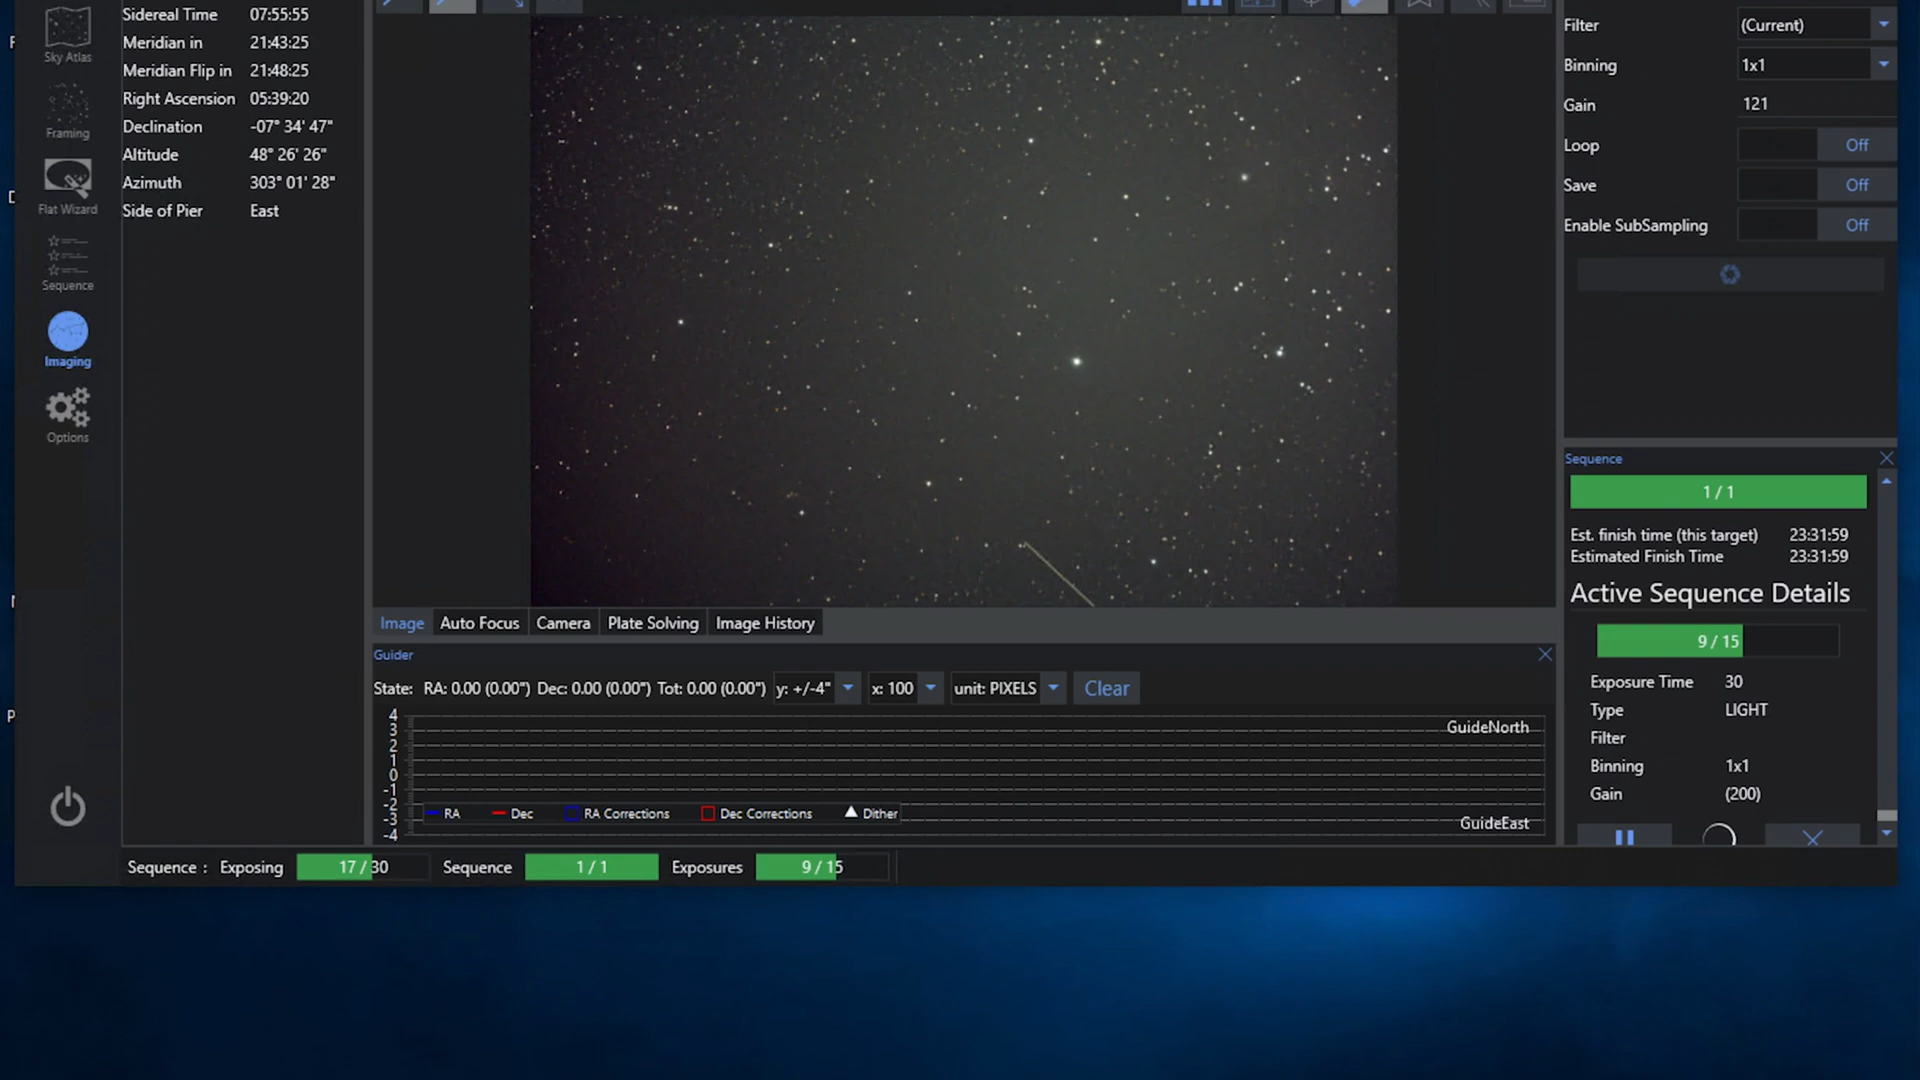 Sky Atlas
Framing
Flat Wizard
Sequence
Imaging
Options
Sidereal Time 07:55:55
Meridian in 21:43:25
Meridian Flip in 21:48:25
Right Ascension 05:39:20
Declination -07° 34' 47"
Altitude 48° 26' 26"
Azimuth 303° 01' 28"
Side of Pier East
Image Auto Focus Camera Plate Solving Image History
Guider
State: RA: 0.00 (0.00") Dec: 0.00 (0.00") Tot: 0.00 (0.00") y: +/-4" x: 100 unit: PIXELS Clear
4
3
2
1
0
-1
-2
-3
-4
GuideNorth
GuideEast
RA Dec RA Corrections Dec Corrections Dither
Filter (Current)
Binning 1x1
Gain 121
Loop Off
Save Off
Enable SubSampling Off
Sequence
1 / 1
Est. finish time (this target) 23:31:59
Estimated Finish Time 23:31:59
Active Sequence Details
9 / 15
Exposure Time 30
Type LIGHT
Filter
Binning 1x1
Gain (200)
Sequence : Exposing 17 / 30 Sequence 1 / 1 Exposures 9 / 15